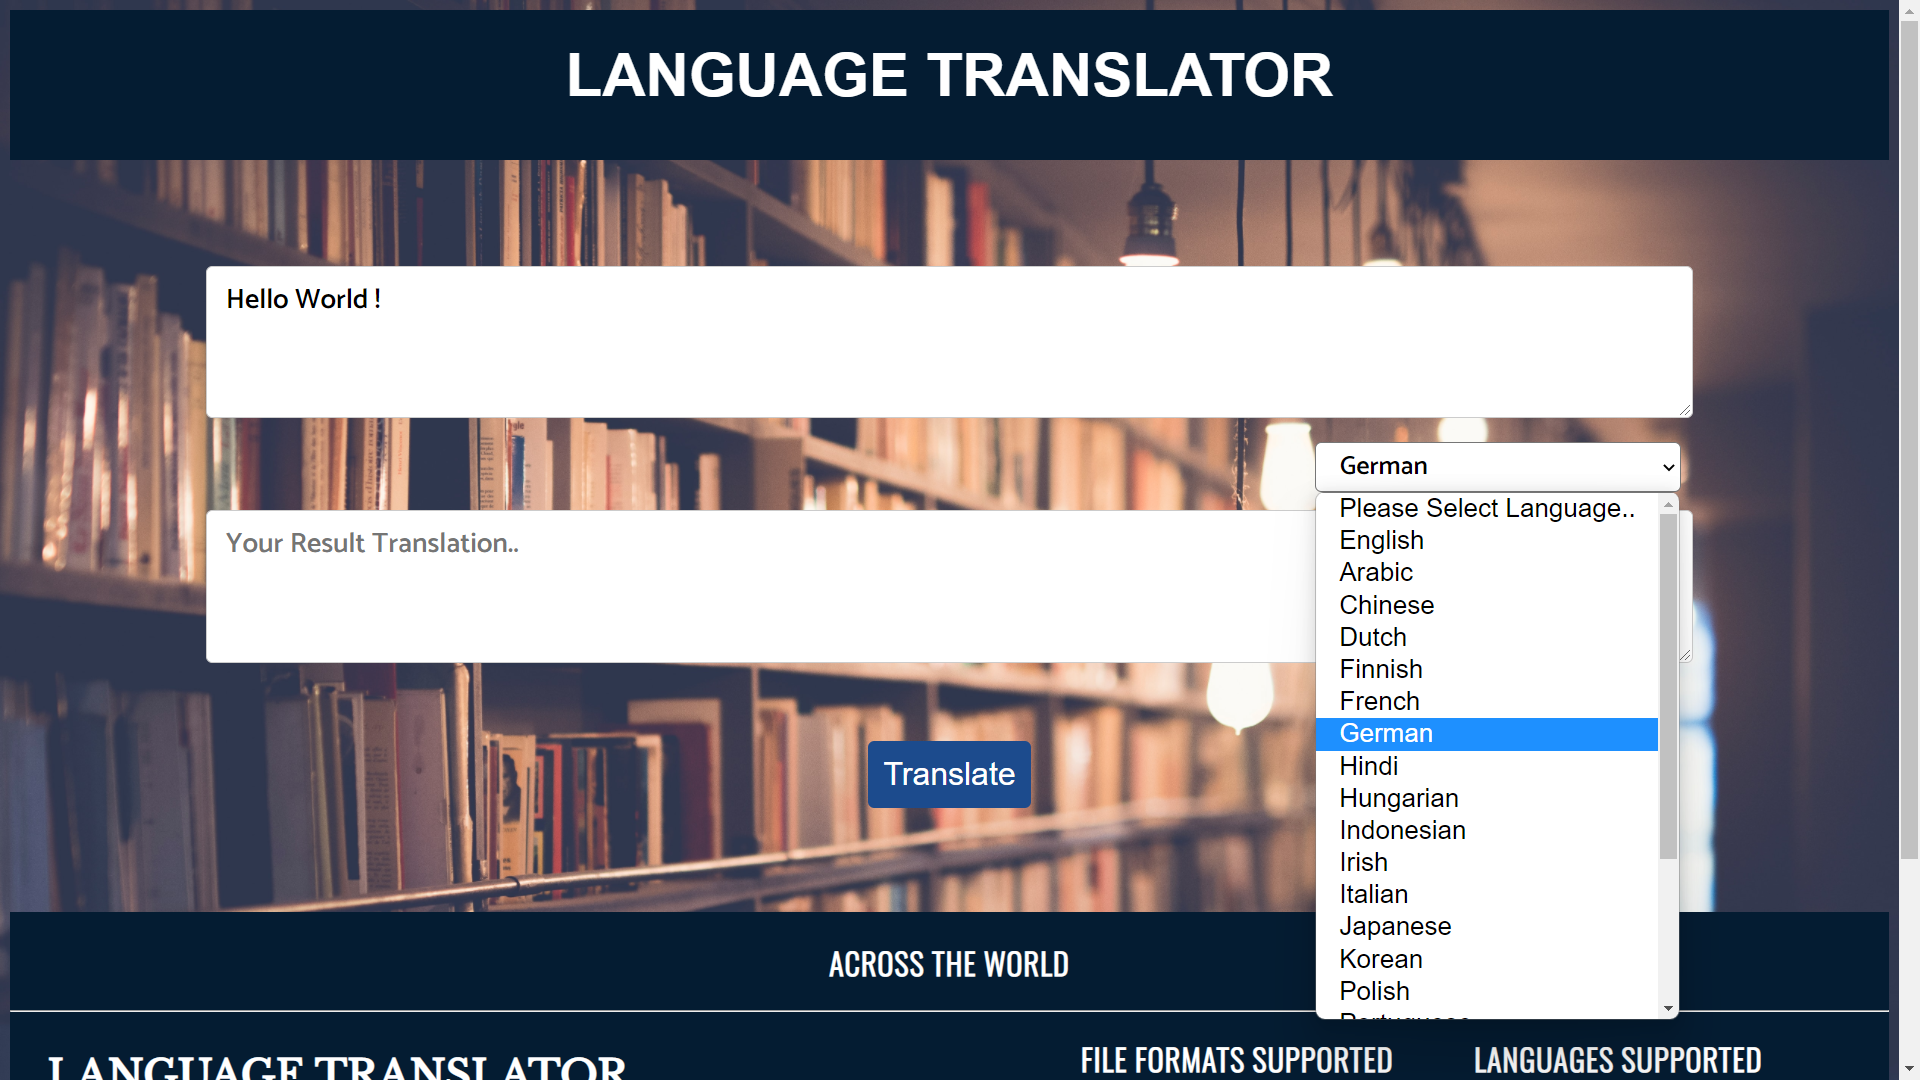 LANGUAGE TRANSLATOR
Hello World !
German
Your Result Translation..
Please Select Language..
English
Arabic
Chinese
Dutch
Finnish
French
German
Hindi
Hungarian
Indonesian
Irish
Italian
Japanese
Korean
Polish
Translate
ACROSS THE WORLD
LANGUAGE TRANSLATOR
FILE FORMATS SUPPORTED
LANGUAGES SUPPORTED